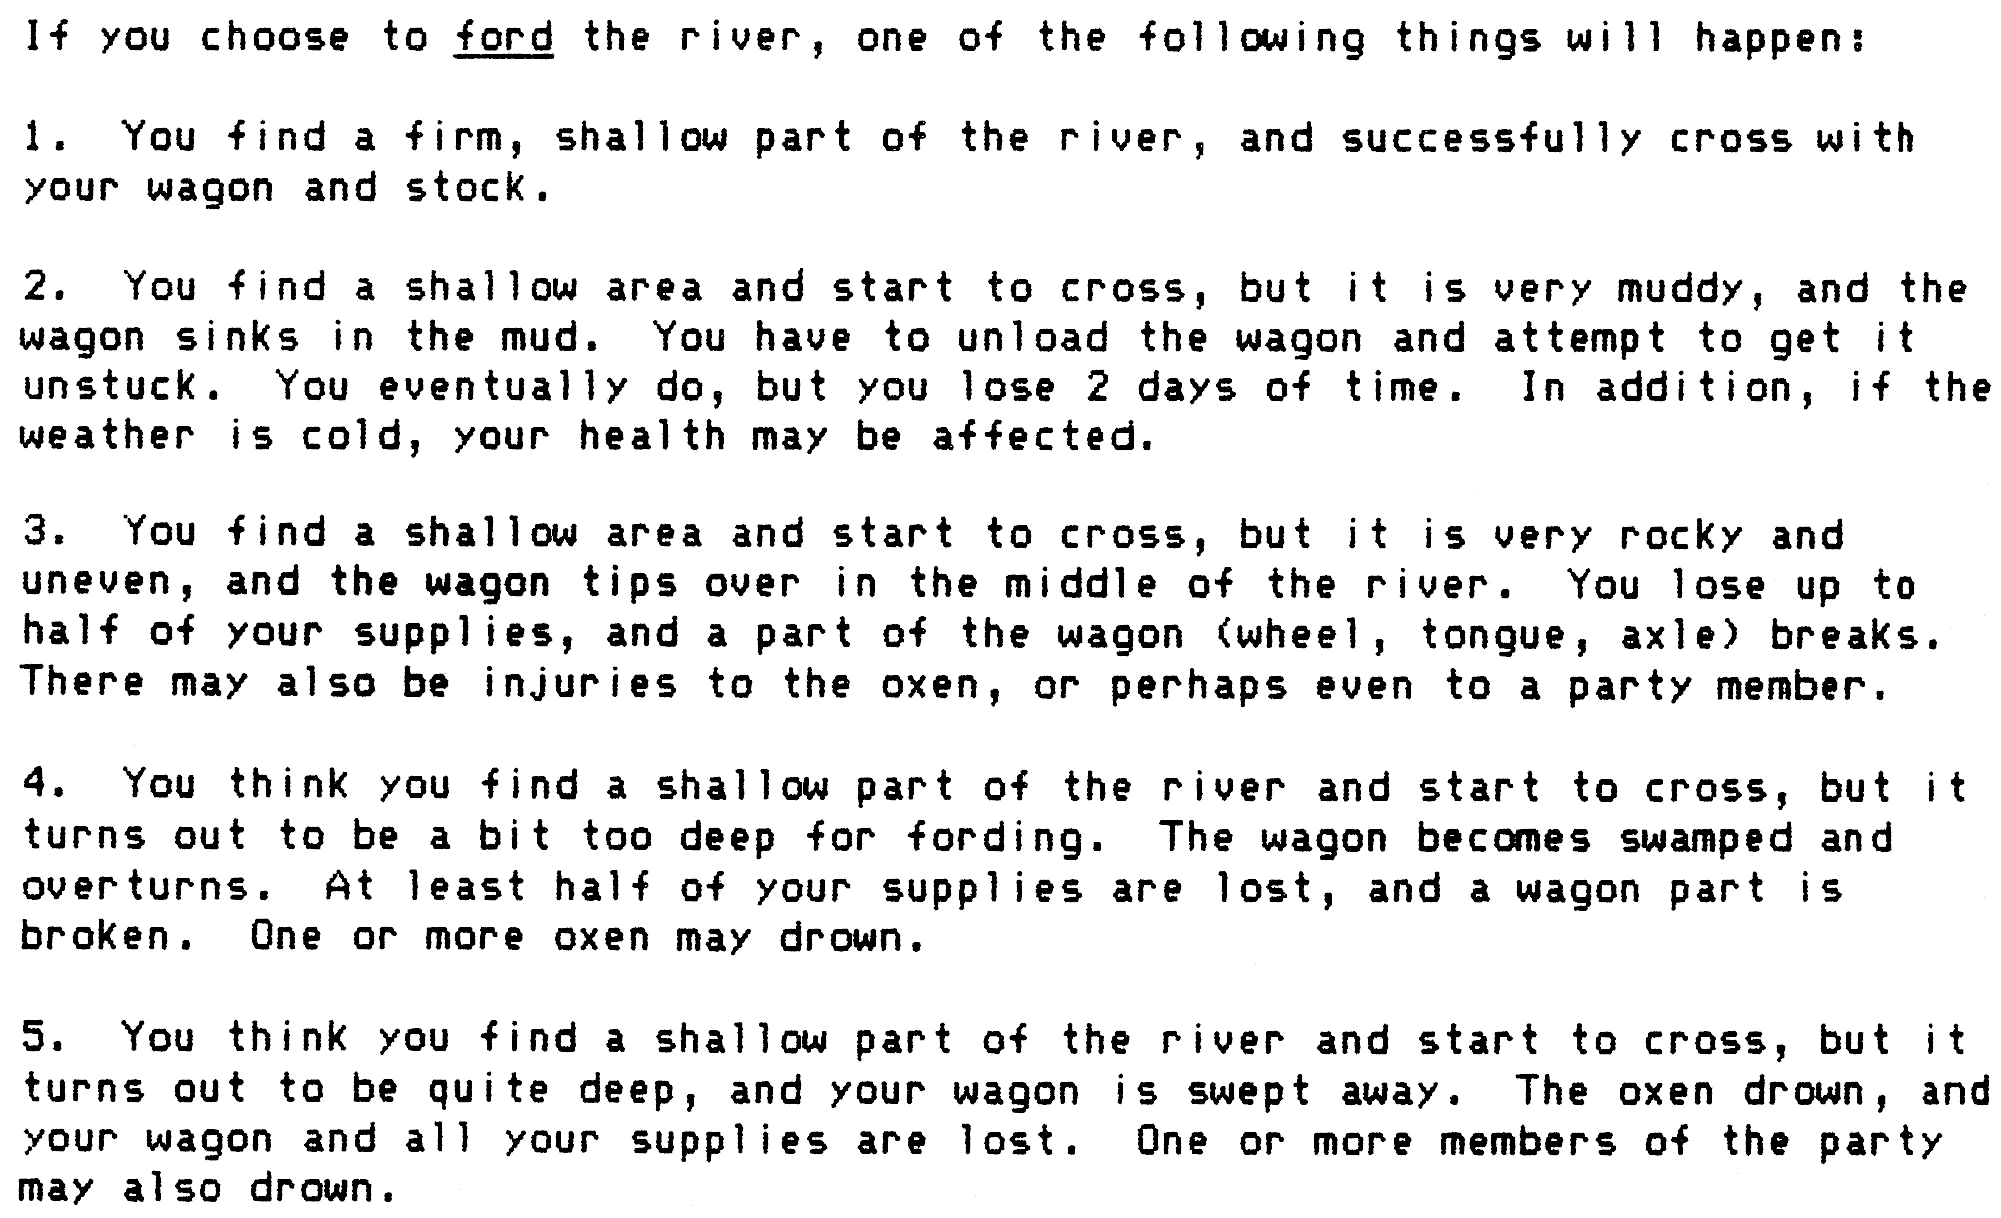 If you choose to ford the river, one of the following things will happen:
1. You find a firm, shallow part of the river, and successfully cross with
your wagon and stock.
2. You find a shallow area and start to cross, but it is very muddy, and the
wagon sinks in the mud. You have to unload the wagon and attempt to get it
unstuck. You eventually do, but you lose 2 days of time. In addition, if the
weather is cold, your health may be affected.
3. You find a shallow area and start to cross, but it is very rocky and
uneven, and the wagon tips over in the middle of the river. You lose up to
half of your supplies, and a part of the wagon (wheel, tongue, axle) breaks.
There may also be injuries to the oxen, or perhaps even to a party member.
4. You think you find a shallow part of the river and start to cross, but it
turns out to be a bit too deep for fording. The wagon becomes swamped and
overturns. At least half of your supplies are lost, and a wagon part is
broken. One or more oxen may drown.
5. You think you find a shallow part of the river and start to cross, but it
turns out to be quite deep, and your wagon is swept away. The oxen drown, and
your wagon and all your supplies are lost. One or more members of the party
may also drown.